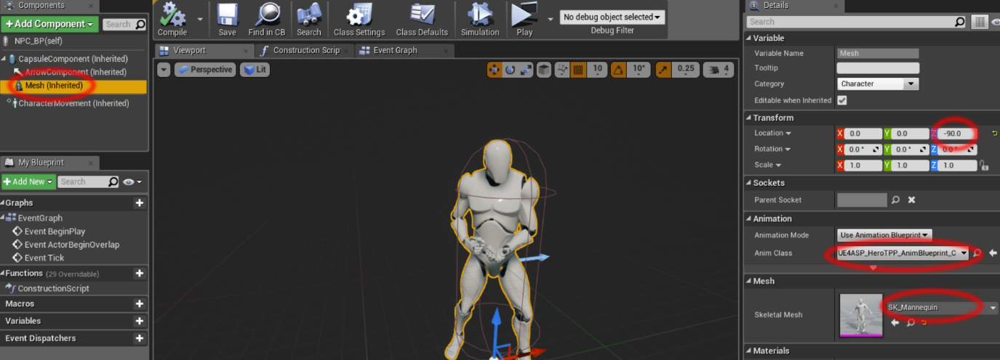 Components
+ Add Component
Search
NPC_BP(self)
CapsuleComponent (Inherited)
ArrowComponent (Inherited)
Mesh (Inherited)
CharacterMovement (Inherited)
My Blueprint
+ Add New
Search
Graphs
EventGraph
Event BeginPlay
Event ActorBeginOverlap
Event Tick
Functions (29 Overridable)
ConstructionScript
Macros
Variables
Event Dispatchers
Compile
Save
Find in CB
Search
Class Settings
Class Defaults
Simulation
Play
No debug object selected
Debug Filter
Viewport
Construction Scrip
Event Graph
Perspective
Lit
10
10°
0.25
4
Details
Search
Variable
Variable Name Mesh
Tooltip
Category Character
Editable when Inherited
Transform
Location X 0.0 Y 0.0 Z -90.0
Rotation X 0.0° Y 0.0° Z 0.0°
Scale X 1.0 Y 1.0 Z 1.0
Sockets
Parent Socket
Animation
Animation Mode Use Animation Blueprint
Anim Class UE4ASP_HeroTPP_AnimBlueprint_C
Mesh
Skeletal Mesh SK_Mannequin
Materials